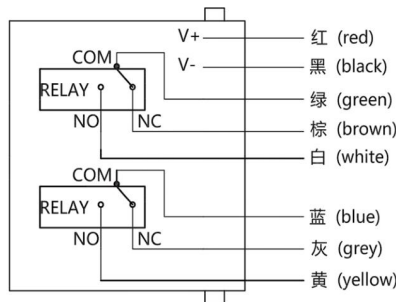 V+ 红 (red)
V- 黑 (black)
COM 绿 (green)
RELAY
NO NC 棕 (brown)
白 (white)
COM
RELAY 蓝 (blue)
NO NC 灰 (grey)
黄 (yellow)